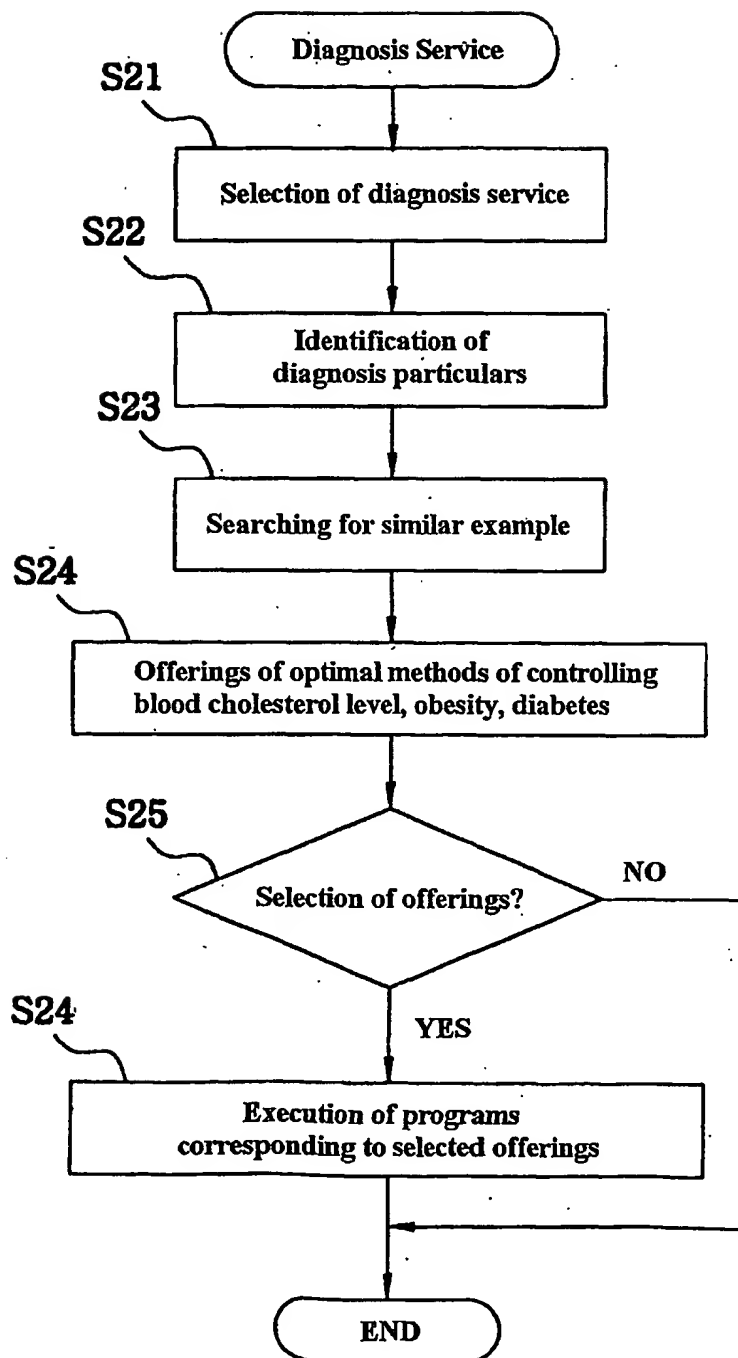 Diagnosis Service
S21
Selection of diagnosis service
S22
Identification of
diagnosis particulars
S23
Searching for similar example
S24
Offerings of optimal methods of controlling
blood cholesterol level, obesity, diabetes
S25
Selection of offerings?
NO
YES
S24
Execution of programs
corresponding to selected offerings
END